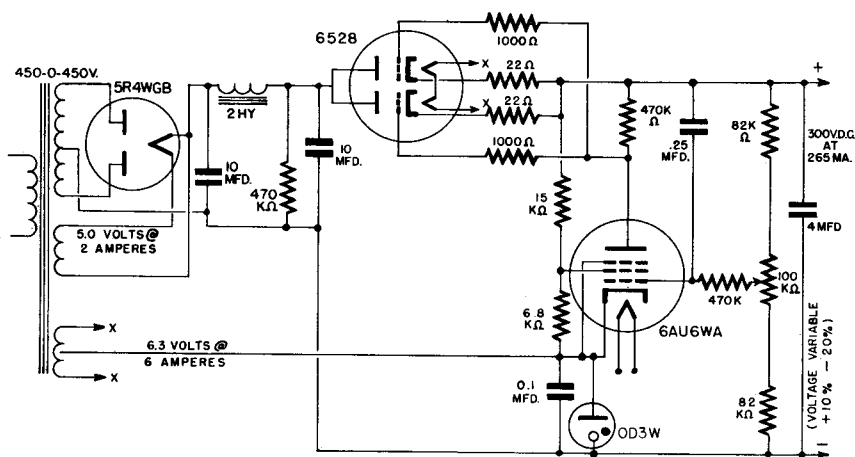 450-0-450V.
5R4WGB
2 HY
10
MFD.
470
KΩ
10
MFD.
5.0 VOLTS @
2 AMPERES
X
6.3 VOLTS @
6 AMPERES
X
6528
X
X
1000Ω
22Ω
22Ω
1000Ω
15
KΩ
6.8
KΩ
0.1
MFD.
OD3W
470K
Ω
.25
MFD.
6AU6WA
470K
82K
Ω
100
KΩ
82
KΩ
+
300V.D.C.
AT
265 MA.
4 MFD
(VOLTAGE VARIABLE
+10% – 20%)
–